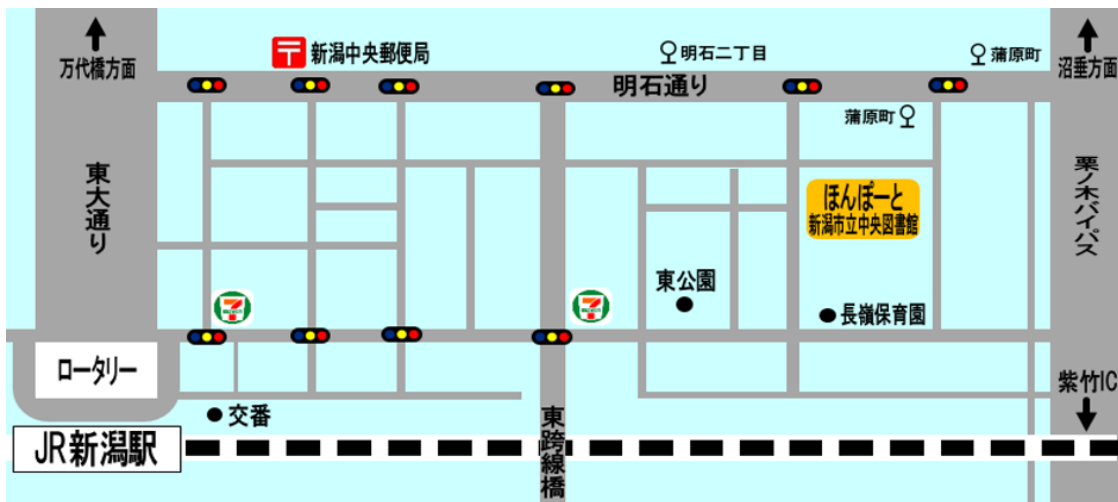 万代橋方面
新潟中央郵便局
明石二丁目
蒲原町
沼垂方面
明石通り
蒲原町
東大通り
ほんぽーと
新潟市立中央図書館
栗ノ木バイパス
東公園
長嶺保育園
ロータリー
紫竹IC
交番
東跨線橋
JR新潟駅